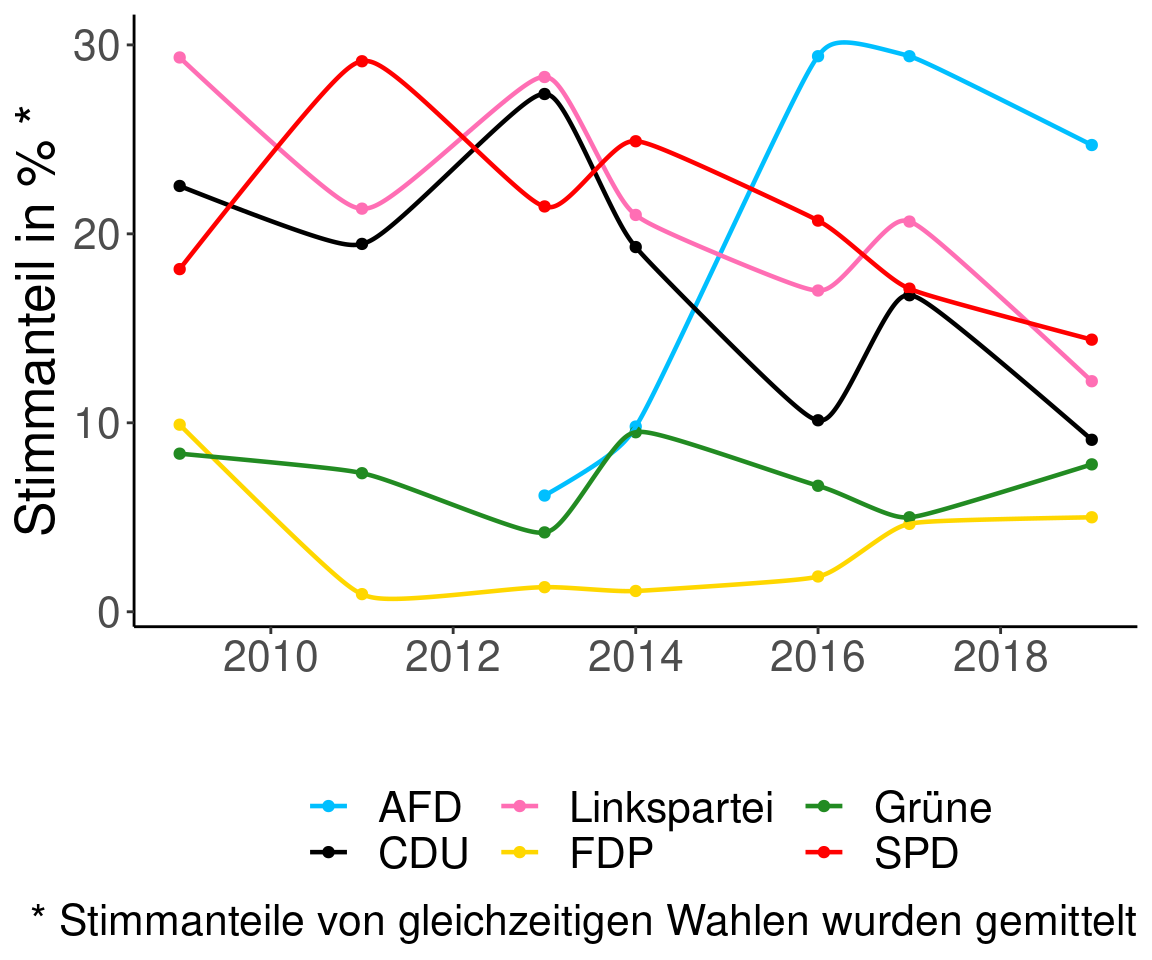 Stimmanteil in % *
30
20
10
0
2010 2012 2014 2016 2018
AFD Linkspartei Grüne
CDU FDP SPD
* Stimmanteile von gleichzeitigen Wahlen wurden gemittelt